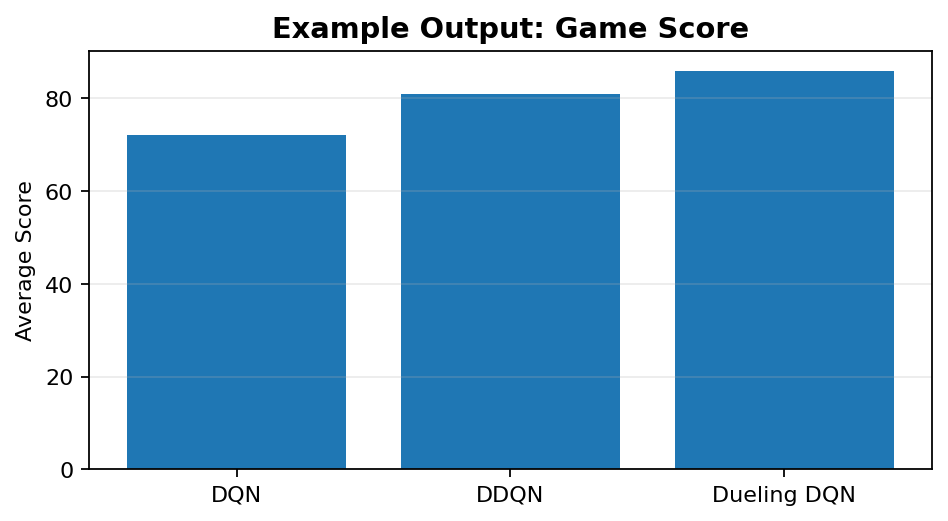 Example Output: Game Score
Average Score
80
60
40
20
0
DQN
DDQN
Dueling DQN